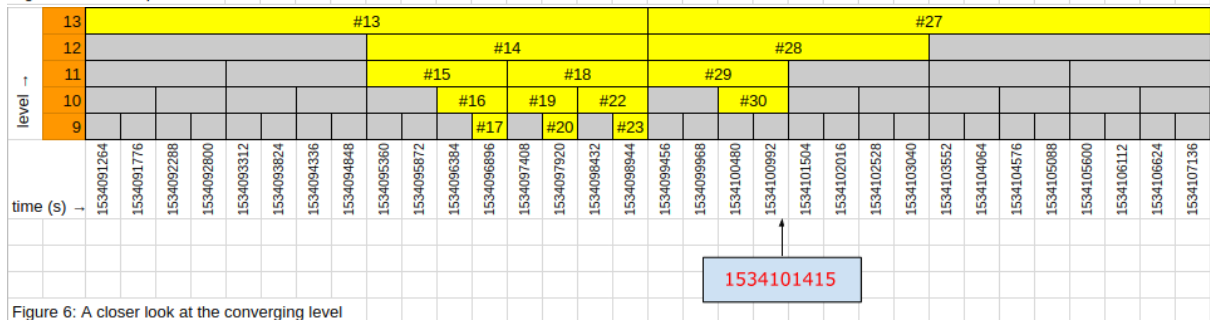 13 #13 #27
12 #14 #28
11 #15 #18 #29
10 #16 #19 #22 #30
9 #17 #20 #23
level →
time (s) → 1534091264 1534091776 1534092288 1534092800 1534093312 1534093824 1534094336 1534094848 1534095360 1534095872 1534096384 1534096896 1534097408 1534097920 1534098432 1534098944 1534099456 1534099968 1534100480 1534100992 1534101504 1534102016 1534102528 1534103040 1534103552 1534104064 1534104576 1534105088 1534105600 1534106112 1534106624 1534107136
1534101415
Figure 6: A closer look at the converging level